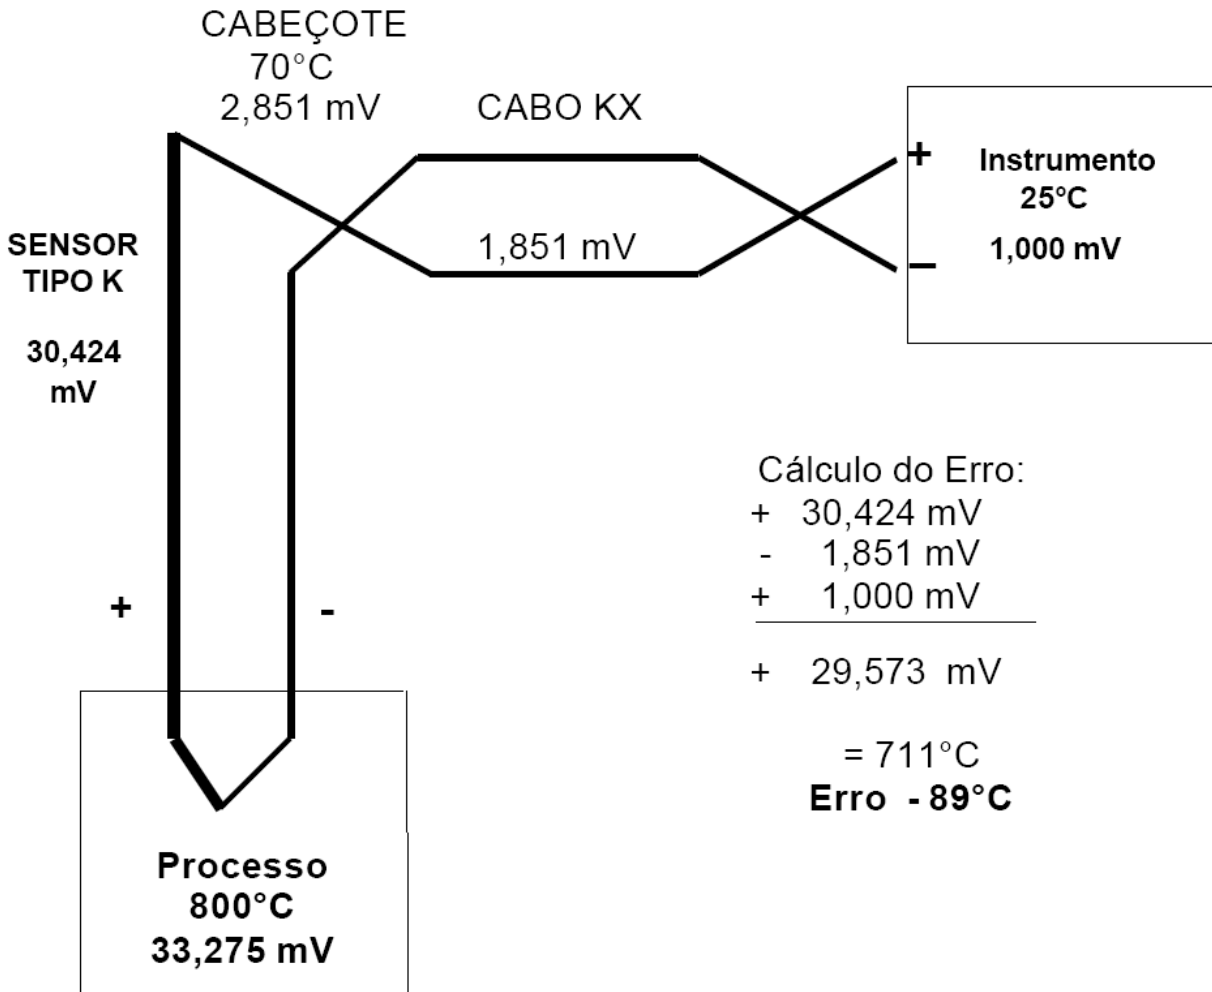 CABEÇOTE
70°C
2,851 mV
CABO KX
1,851 mV
+
-
Instrumento
25°C
1,000 mV
SENSOR
TIPO K
30,424
mV
+
-
Processo
800°C
33,275 mV
Cálculo do Erro:
+ 30,424 mV
- 1,851 mV
+ 1,000 mV
+ 29,573 mV
= 711°C
Erro - 89°C